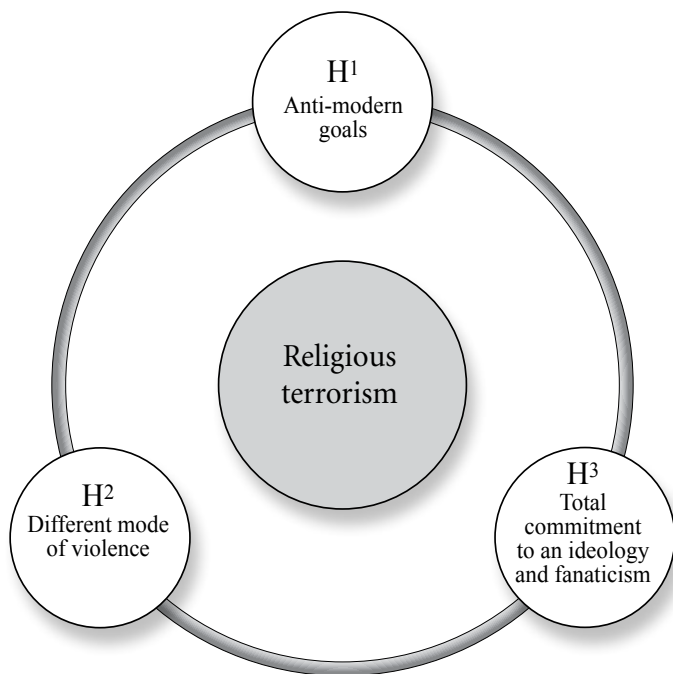 H¹
Anti-modern
goals
Religious
terrorism
H²
Different mode
of violence
H³
Total
commitment
to an ideology
and fanaticism